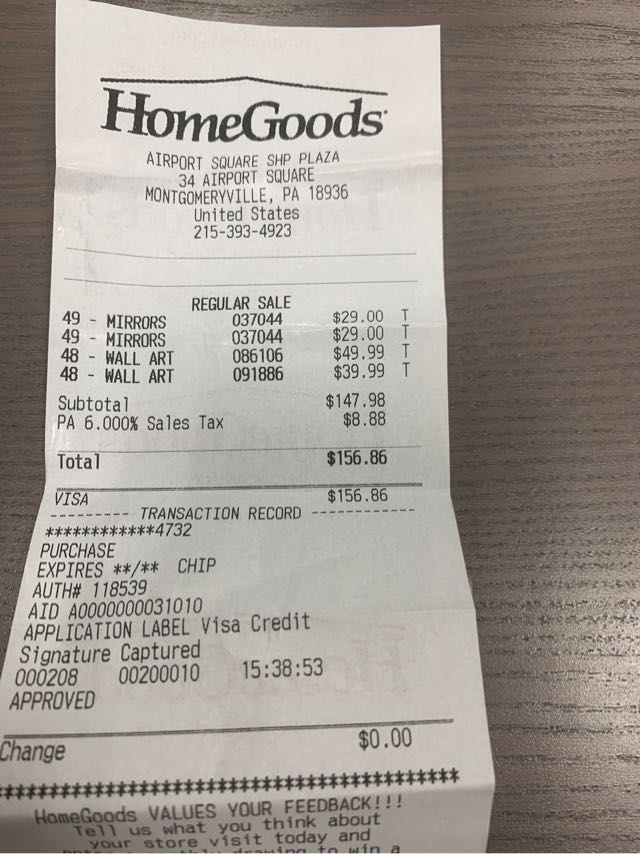 HomeGoods
AIRPORT SQUARE SHP PLAZA
34 AIRPORT SQUARE
MONTGOMERYVILLE, PA 18936
United States
215-393-4923
REGULAR SALE
49 - MIRRORS 037044 $29.00 T
49 - MIRRORS 037044 $29.00 T
48 - WALL ART 086106 $49.99 T
48 - WALL ART 091886 $39.99 T
Subtotal $147.98
PA 6.000% Sales Tax $8.88
Total $156.86
VISA $156.86
--------- TRANSACTION RECORD ------------
************4732
PURCHASE
EXPIRES **/** CHIP
AUTH# 118539
AID A0000000031010
APPLICATION LABEL Visa Credit
Signature Captured
000208 00200010 15:38:53
APPROVED
Change $0.00
******************************************
HomeGoods VALUES YOUR FEEDBACK!!!
Tell us what you think about
your store visit today and
drawing to win a